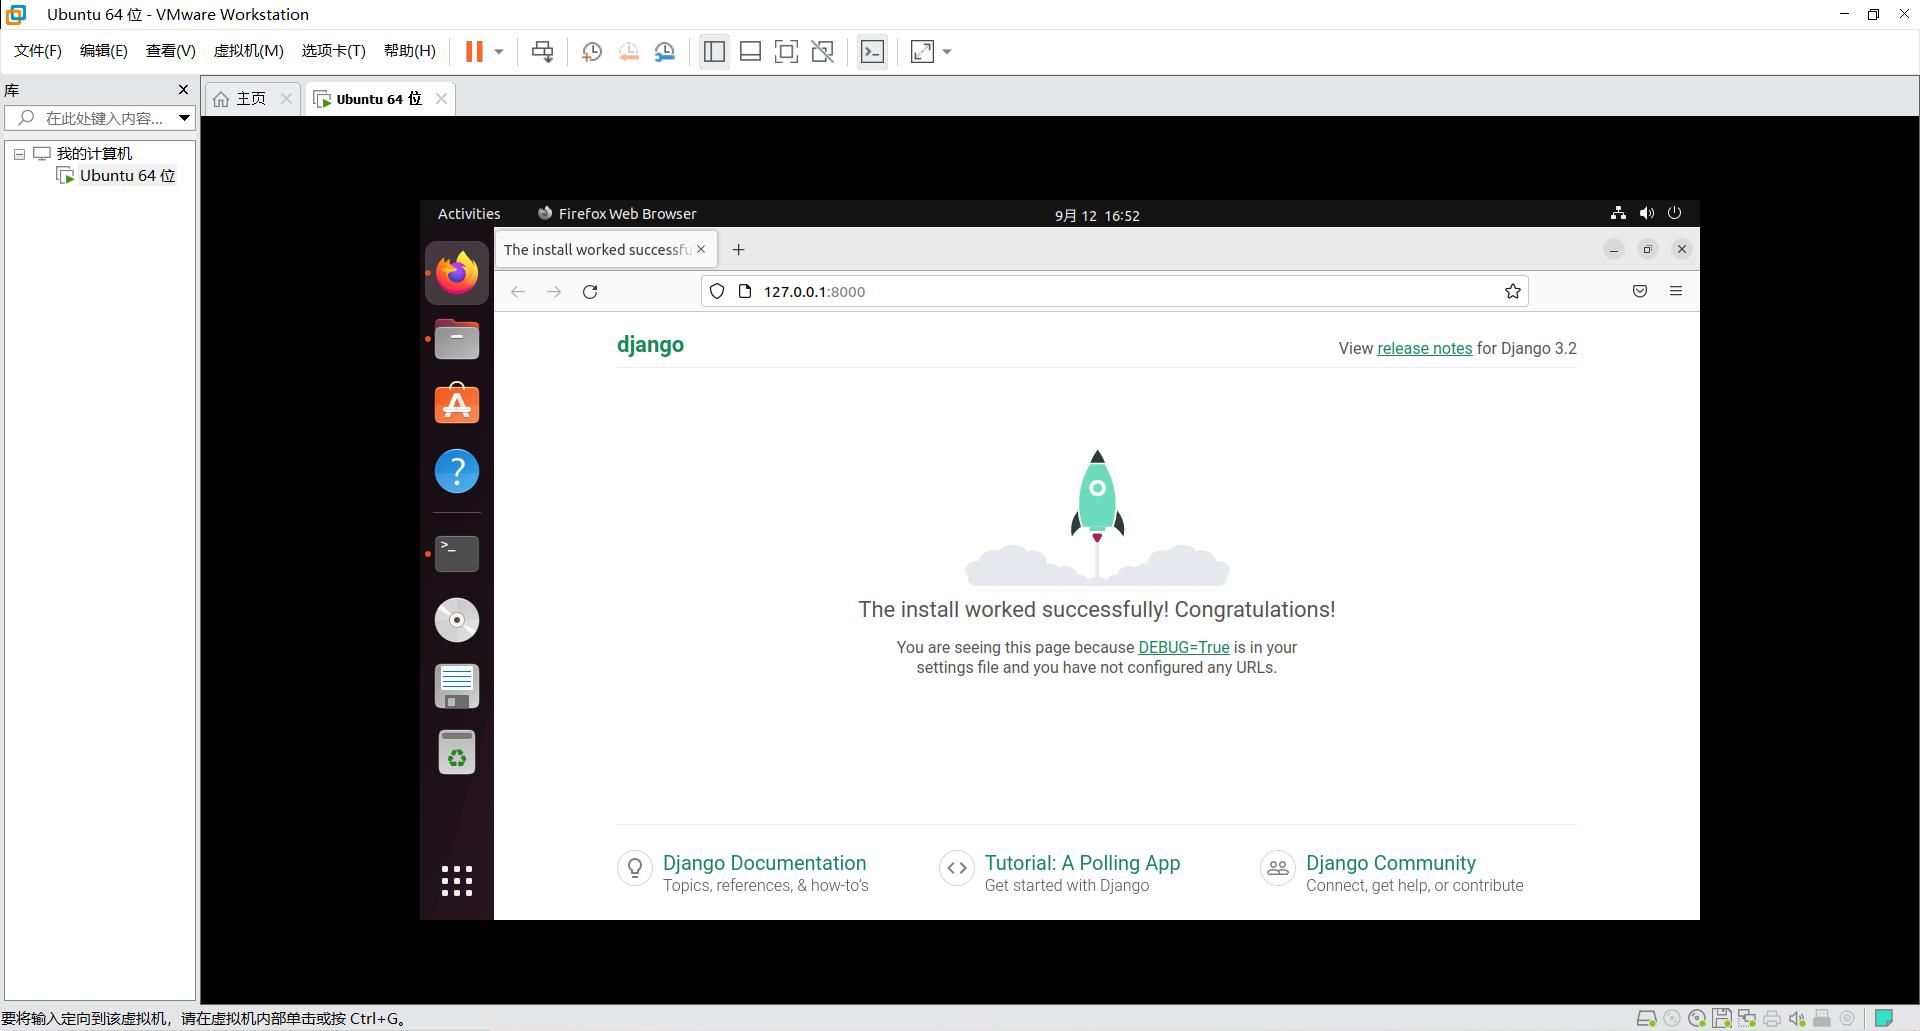 Ubuntu 64 位 - VMware Workstation
文件(F) 编辑(E) 查看(V) 虚拟机(M) 选项卡(T) 帮助(H)
库
在此处键入内容...
我的计算机
Ubuntu 64 位
主页
Ubuntu 64 位
Activities Firefox Web Browser 9月 12 16:52
The install worked successfu
127.0.0.1:8000
django
View release notes for Django 3.2
The install worked successfully! Congratulations!
You are seeing this page because DEBUG=True is in your
settings file and you have not configured any URLs.
Django Documentation
Topics, references, & how-to's
Tutorial: A Polling App
Get started with Django
Django Community
Connect, get help, or contribute
要将输入定向到该虚拟机，请在虚拟机内部单击或按 Ctrl+G。